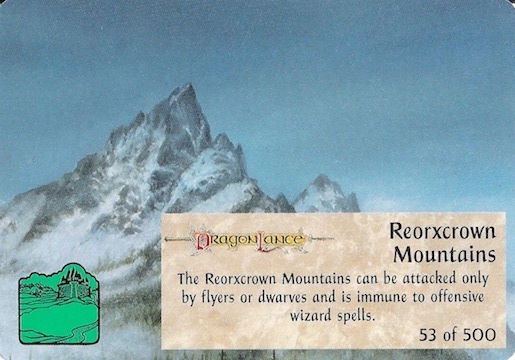 Reorxcrown
Mountains
DragonLance
The Reorxcrown Mountains can be attacked only
by flyers or dwarves and is immune to offensive
wizard spells.
53 of 500